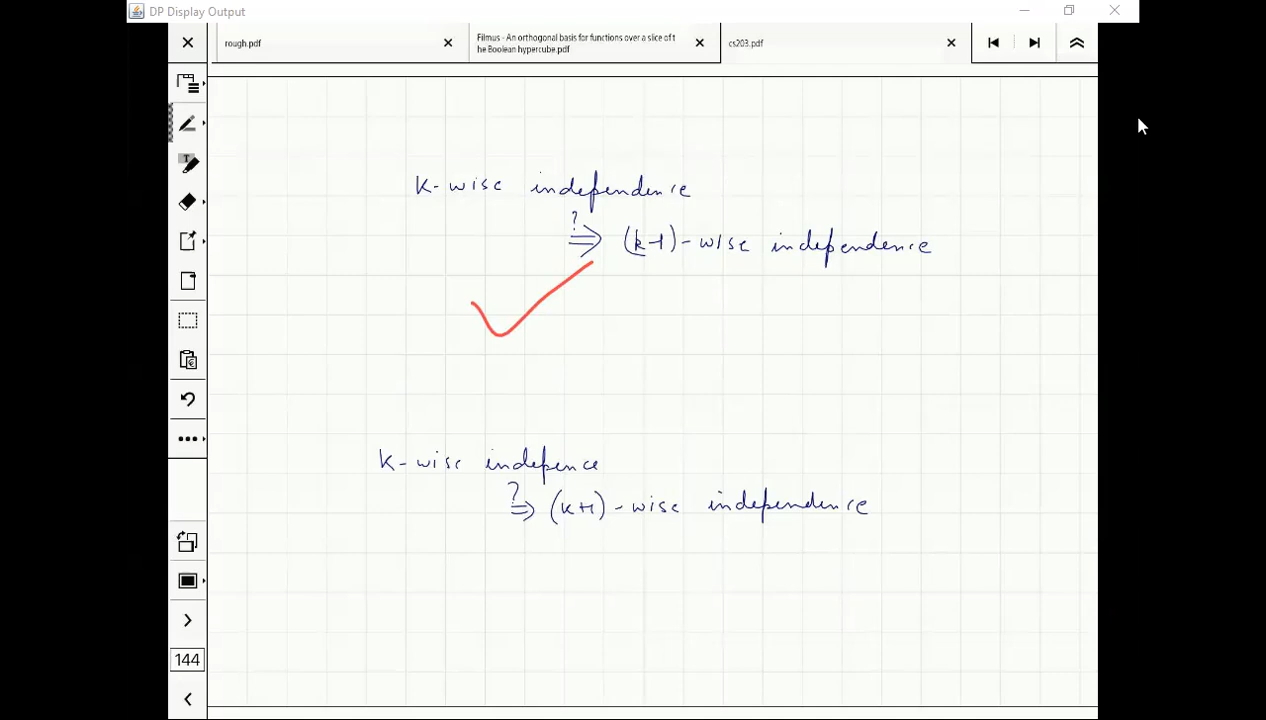 DP Display Output
rough.pdf
Filmus - An orthogonal basis for functions over a slice of t
he Boolean hypercube.pdf
cs203.pdf
K-wise independence
?
⇒ (k-1)-wise independence
K-wise indepence
?
⇒ (k+1)-wise independence
144